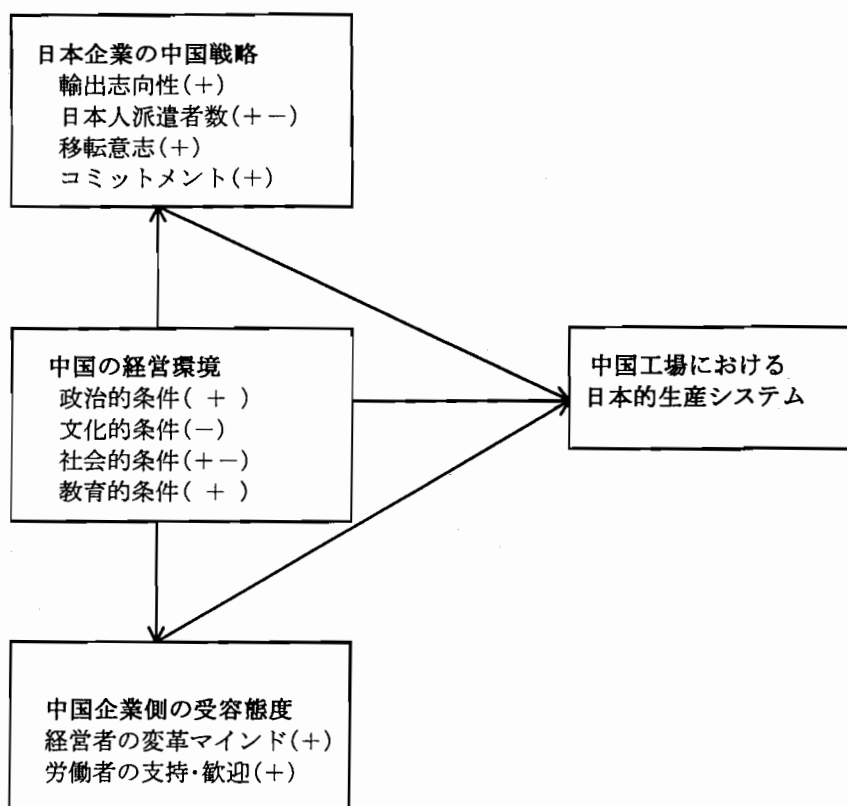 日本企業の中国戦略
輸出志向性(+)
日本人派遣者数(+-)
移転意志(+)
コミットメント(+)
中国の経営環境
政治的条件( + )
文化的条件(-)
社会的条件(+-)
教育的条件( + )
中国工場における
日本的生産システム
中国企業側の受容態度
経営者の変革マインド(+)
労働者の支持・歓迎(+)